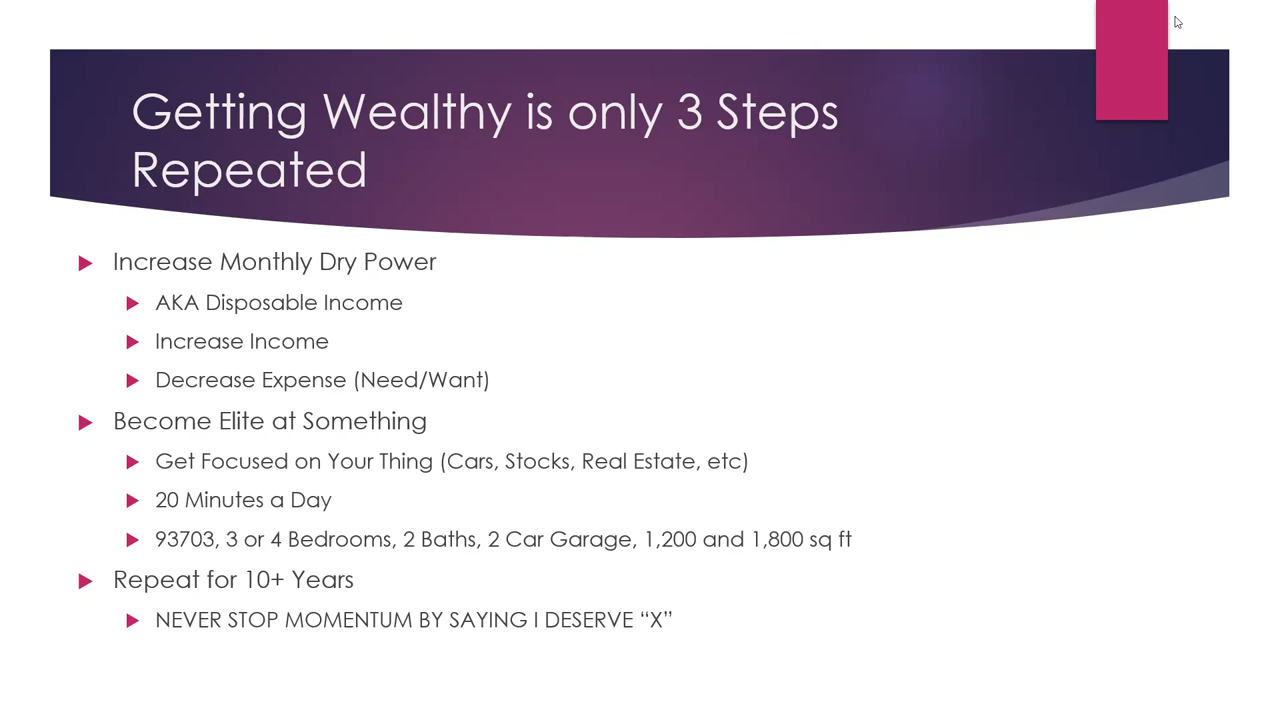 Getting Wealthy is only 3 Steps
Repeated
Increase Monthly Dry Power
AKA Disposable Income
Increase Income
Decrease Expense (Need/Want)
Become Elite at Something
Get Focused on Your Thing (Cars, Stocks, Real Estate, etc)
20 Minutes a Day
93703, 3 or 4 Bedrooms, 2 Baths, 2 Car Garage, 1,200 and 1,800 sq ft
Repeat for 10+ Years
NEVER STOP MOMENTUM BY SAYING I DESERVE “X”